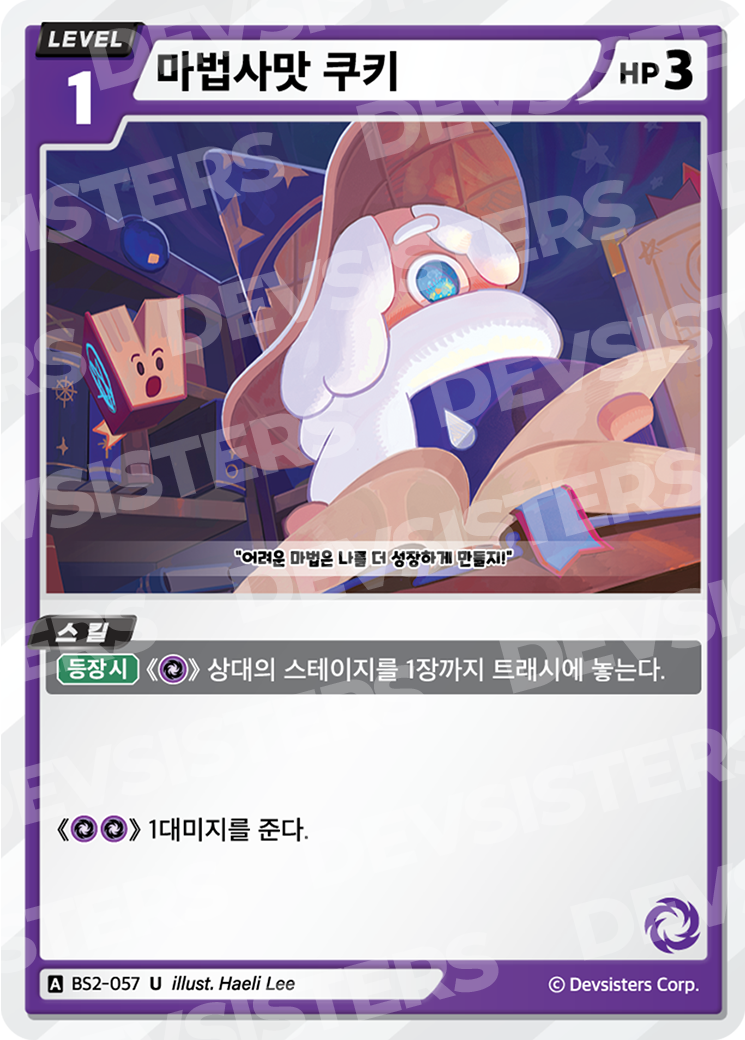 LEVEL
1
마법사맛 쿠키
HP 3
"어려운 마법은 나를 더 성장하게 만들지!"
스킬
등장시 《》 상대의 스테이지를 1장까지 트래시에 놓는다.
《》 1대미지를 준다.
A BS2-057 U illust. Haeli Lee
© Devsisters Corp.
DEVSISTERS